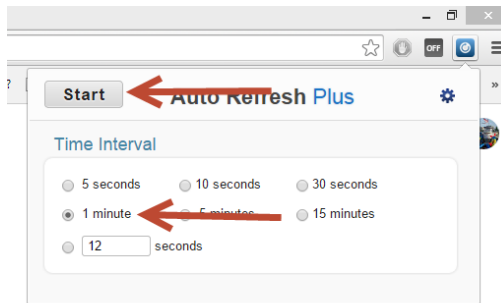 OFF
?
»
Start Auto Refresh Plus
Time Interval
5 seconds 10 seconds 30 seconds
1 minute 5 minutes 15 minutes
12 seconds